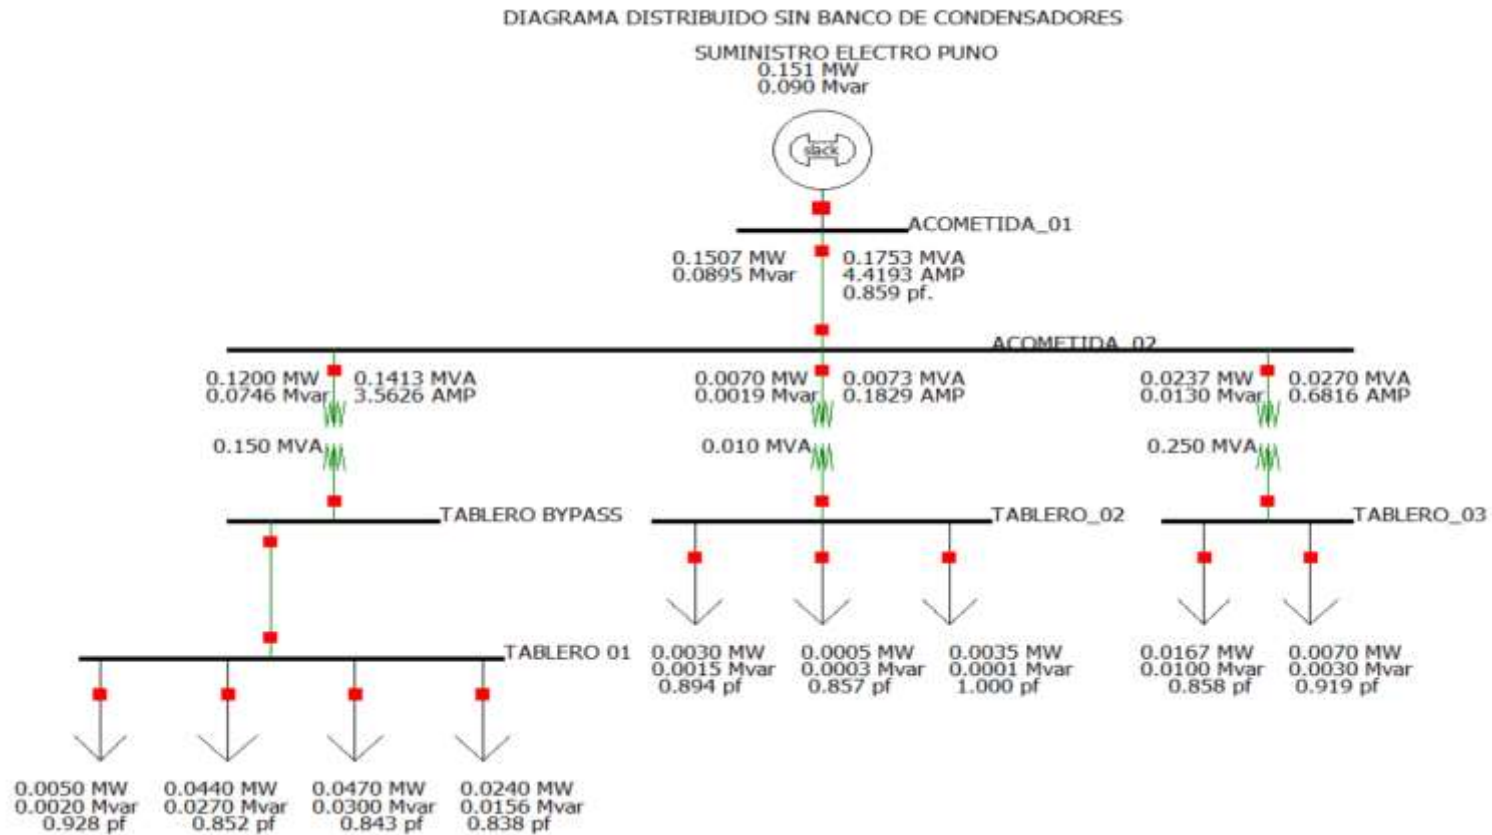 DIAGRAMA DISTRIBUIDO SIN BANCO DE CONDENSADORES
SUMINISTRO ELECTRO PUNO
0.151 MW
0.090 Mvar
slack
ACOMETIDA_01
0.1507 MW 0.1753 MVA
0.0895 Mvar 4.4193 AMP
0.859 pf.
ACOMETIDA_02
0.1200 MW 0.1413 MVA 0.0070 MW 0.0073 MVA 0.0237 MW 0.0270 MVA
0.0746 Mvar 3.5626 AMP 0.0019 Mvar 0.1829 AMP 0.0130 Mvar 0.6816 AMP
0.150 MVA 0.010 MVA 0.250 MVA
TABLERO BYPASS TABLERO_02 TABLERO_03
TABLERO 01
0.0030 MW 0.0005 MW 0.0035 MW 0.0167 MW 0.0070 MW
0.0015 Mvar 0.0003 Mvar 0.0001 Mvar 0.0100 Mvar 0.0030 Mvar
0.894 pf 0.857 pf 1.000 pf 0.858 pf 0.919 pf
0.0050 MW 0.0440 MW 0.0470 MW 0.0240 MW
0.0020 Mvar 0.0270 Mvar 0.0300 Mvar 0.0156 Mvar
0.928 pf 0.852 pf 0.843 pf 0.838 pf